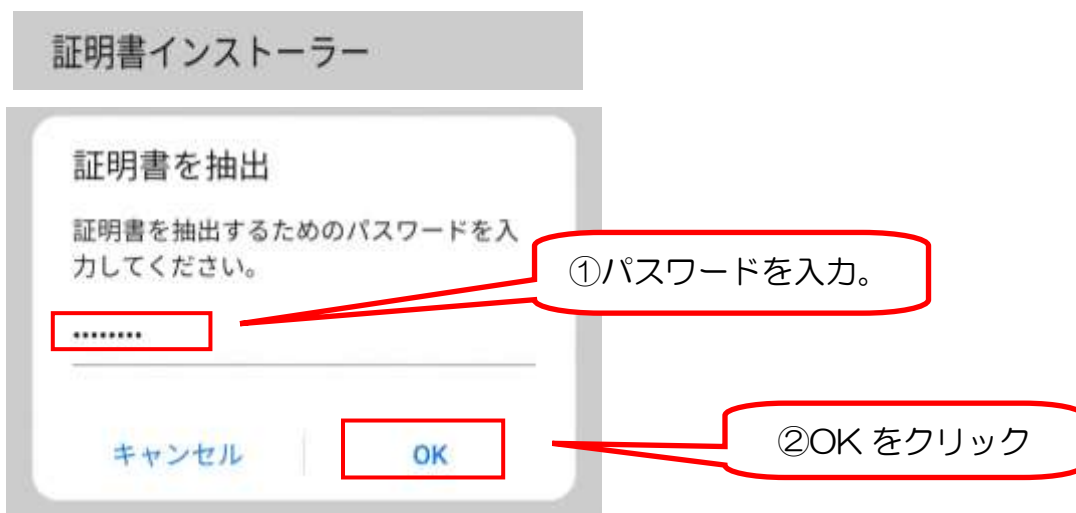 証明書インストーラー
証明書を抽出
証明書を抽出するためのパスワードを入
力してください。
①パスワードを入力。
••••••••
キャンセル
OK
②OK をクリック